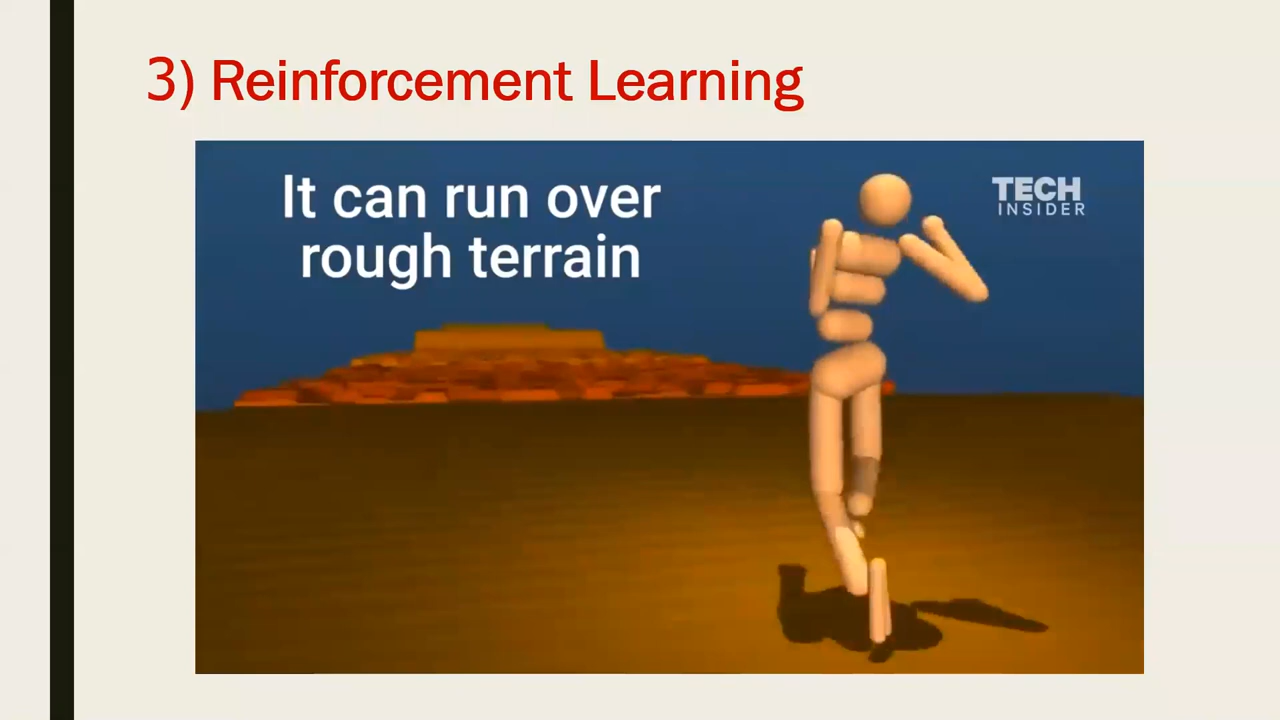 3) Reinforcement Learning
It can run over
rough terrain
TECH
INSIDER